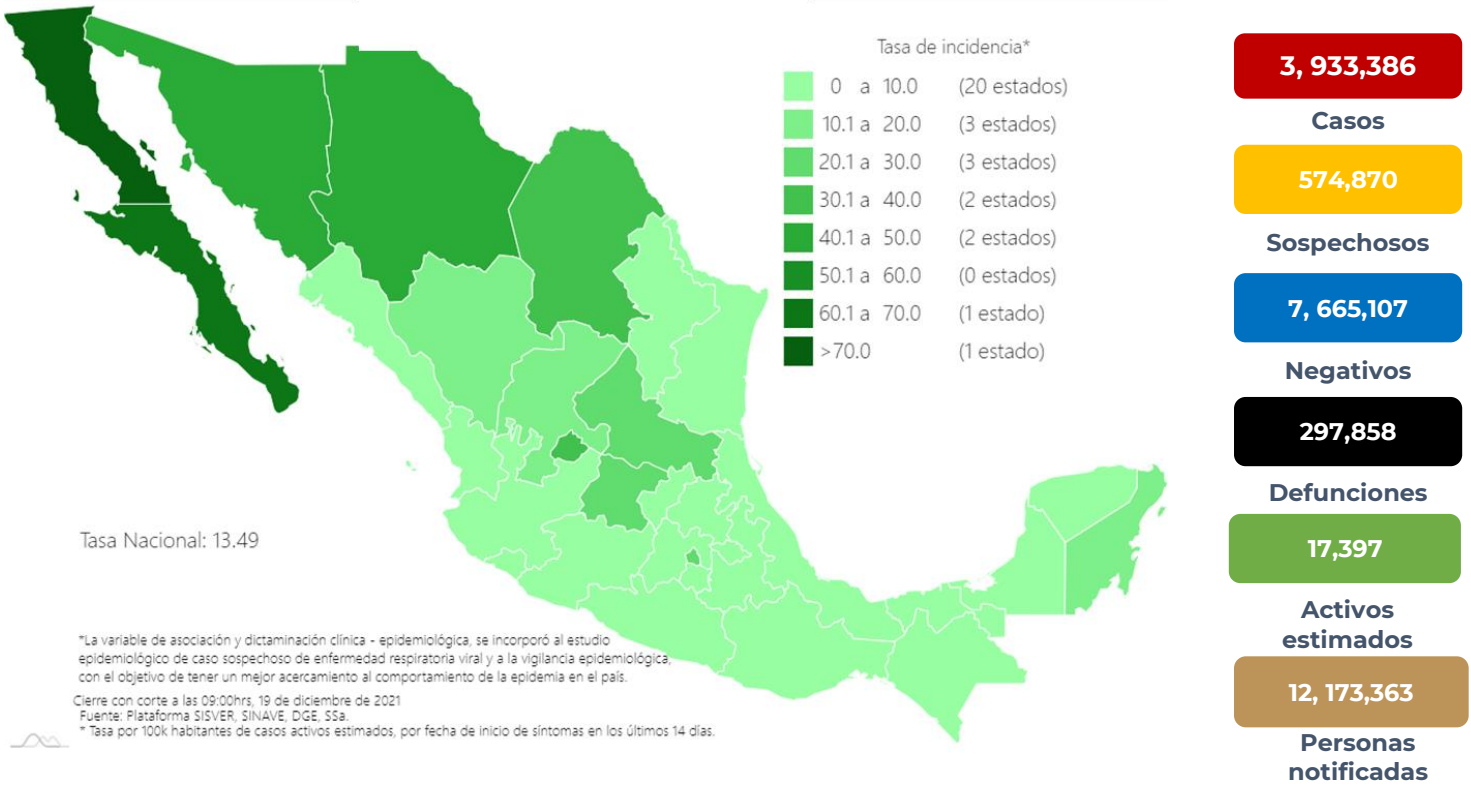 Tasa de incidencia*
0 a 10.0 (20 estados)
10.1 a 20.0 (3 estados)
20.1 a 30.0 (3 estados)
30.1 a 40.0 (2 estados)
40.1 a 50.0 (2 estados)
50.1 a 60.0 (0 estados)
60.1 a 70.0 (1 estado)
>70.0 (1 estado)
Tasa Nacional: 13.49
*La variable de asociación y dictaminación clínica - epidemiológica, se incorporó al estudio
epidemiológico de caso sospechoso de enfermedad respiratoria viral y a la vigilancia epidemiológica,
con el objetivo de tener un mejor acercamiento al comportamiento de la epidemia en el país.
Cierre con corte a las 09:00hrs, 19 de diciembre de 2021
Fuente: Plataforma SISVER, SINAVE, DGE, SSa.
* Tasa por 100k habitantes de casos activos estimados, por fecha de inicio de síntomas en los últimos 14 días.
3, 933,386
Casos
574,870
Sospechosos
7, 665,107
Negativos
297,858
Defunciones
17,397
Activos
estimados
12, 173,363
Personas
notificadas